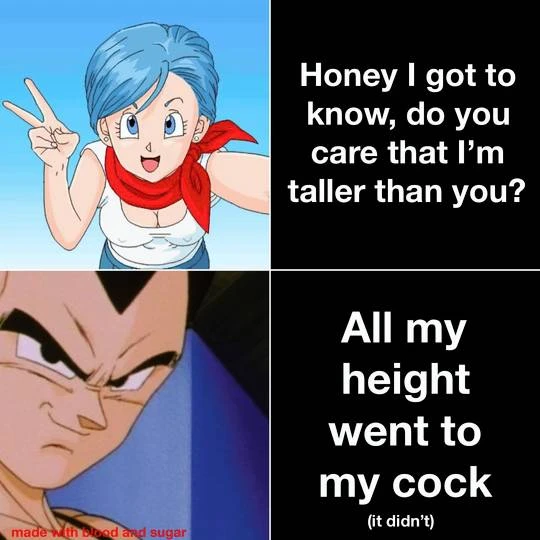 Honey I got to
know, do you
care that I'm
taller than you?
All my
height
went to
my cock
(it didn't)
made with blood and sugar